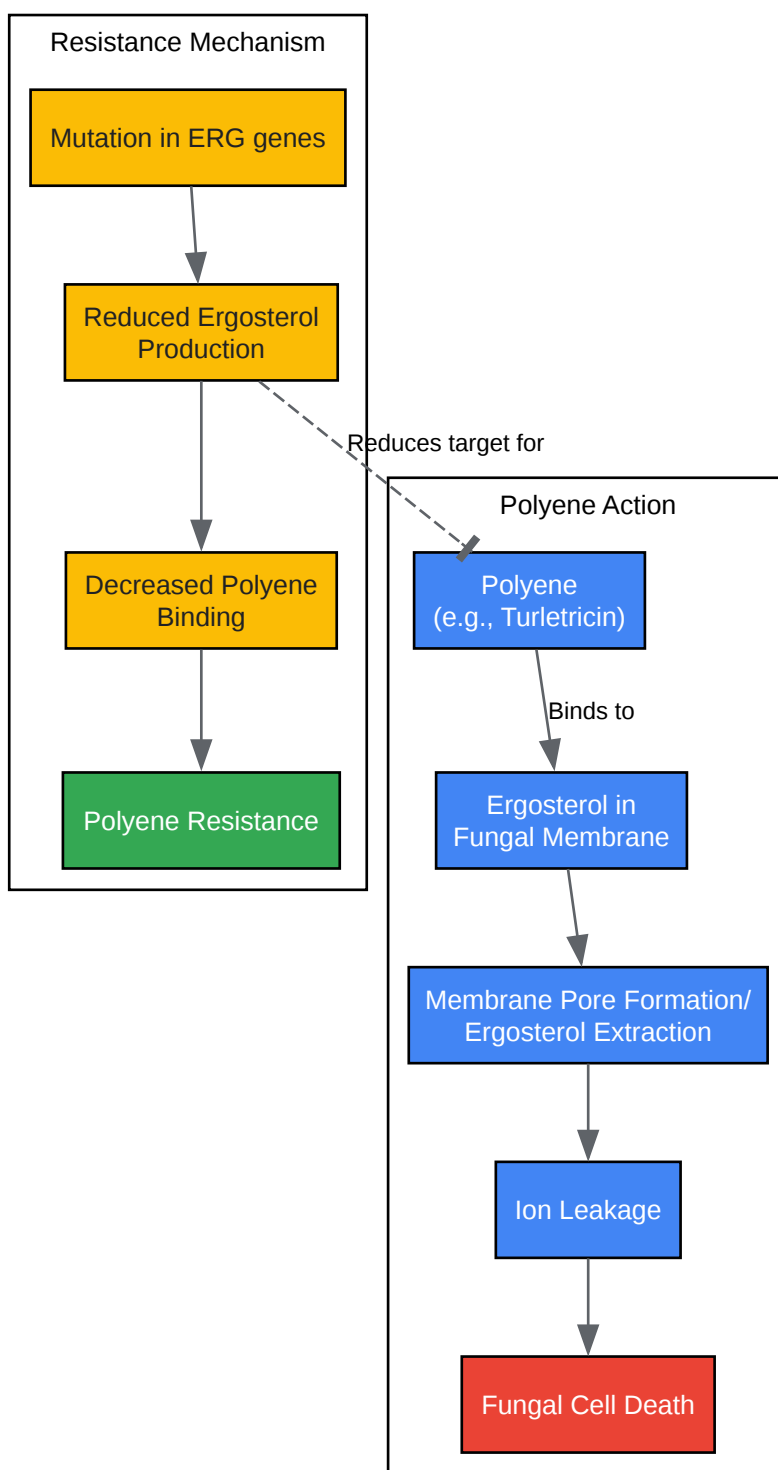 Resistance Mechanism
Mutation in ERG genes
Reduced Ergosterol
Production
Decreased Polyene
Binding
Polyene Resistance
Reduces target for
Polyene Action
Polyene
(e.g., Turletricin)
Binds to
Ergosterol in
Fungal Membrane
Membrane Pore Formation/
Ergosterol Extraction
Ion Leakage
Fungal Cell Death